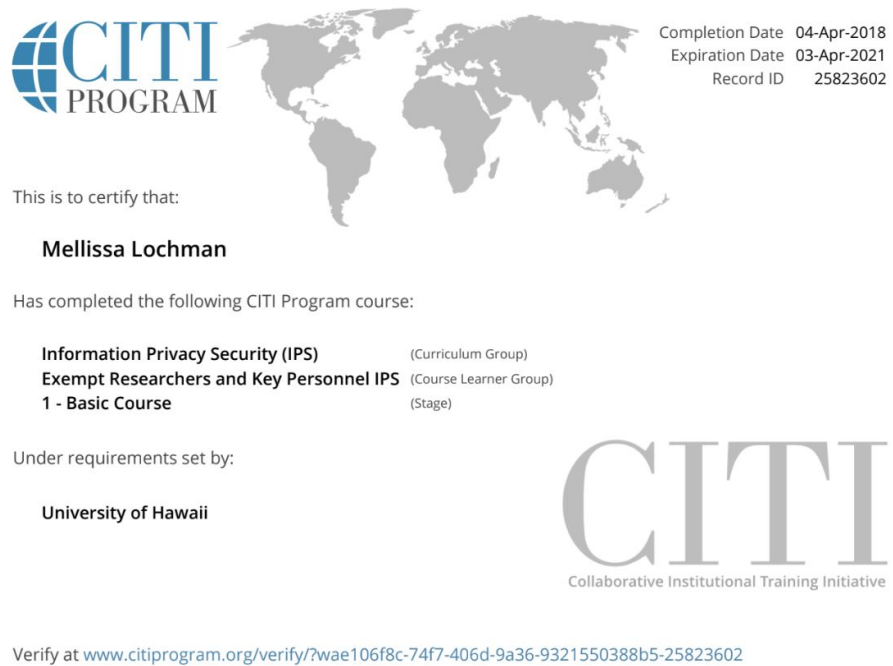 CITI
PROGRAM
Completion Date 04-Apr-2018
Expiration Date 03-Apr-2021
Record ID 25823602
This is to certify that:
Mellissa Lochman
Has completed the following CITI Program course:
Information Privacy Security (IPS) (Curriculum Group)
Exempt Researchers and Key Personnel IPS (Course Learner Group)
1 - Basic Course (Stage)
Under requirements set by:
University of Hawaii
CITI
Collaborative Institutional Training Initiative
Verify at www.citiprogram.org/verify/?wae106f8c-74f7-406d-9a36-9321550388b5-25823602